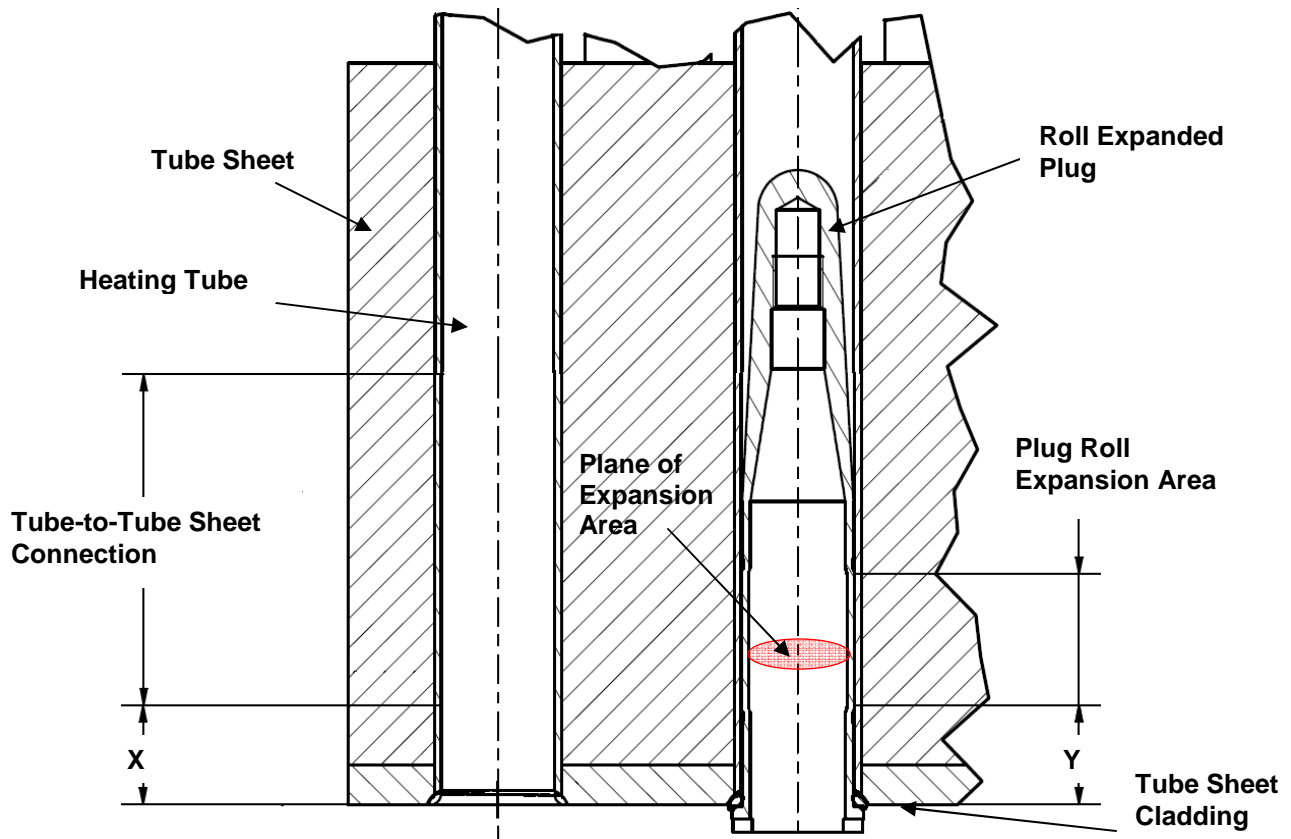 Tube Sheet
Roll Expanded
Plug
Heating Tube
Plane of
Expansion
Area
Plug Roll
Expansion Area
Tube-to-Tube Sheet
Connection
X
Y
Tube Sheet
Cladding